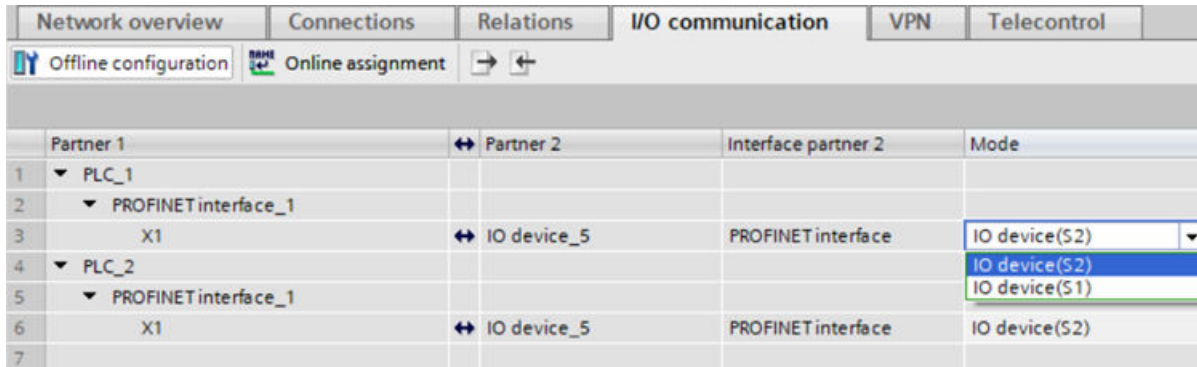 Network overview Connections Relations I/O communication VPN Telecontrol
Offline configuration NAME Online assignment
Partner 1 Partner 2 Interface partner 2 Mode
1 PLC_1
2 PROFINET interface_1
3 X1 IO device_5 PROFINET interface IO device(S2)
4 PLC_2 IO device(S2)
5 PROFINET interface_1 IO device(S1)
6 X1 IO device_5 PROFINET interface IO device(S2)
7